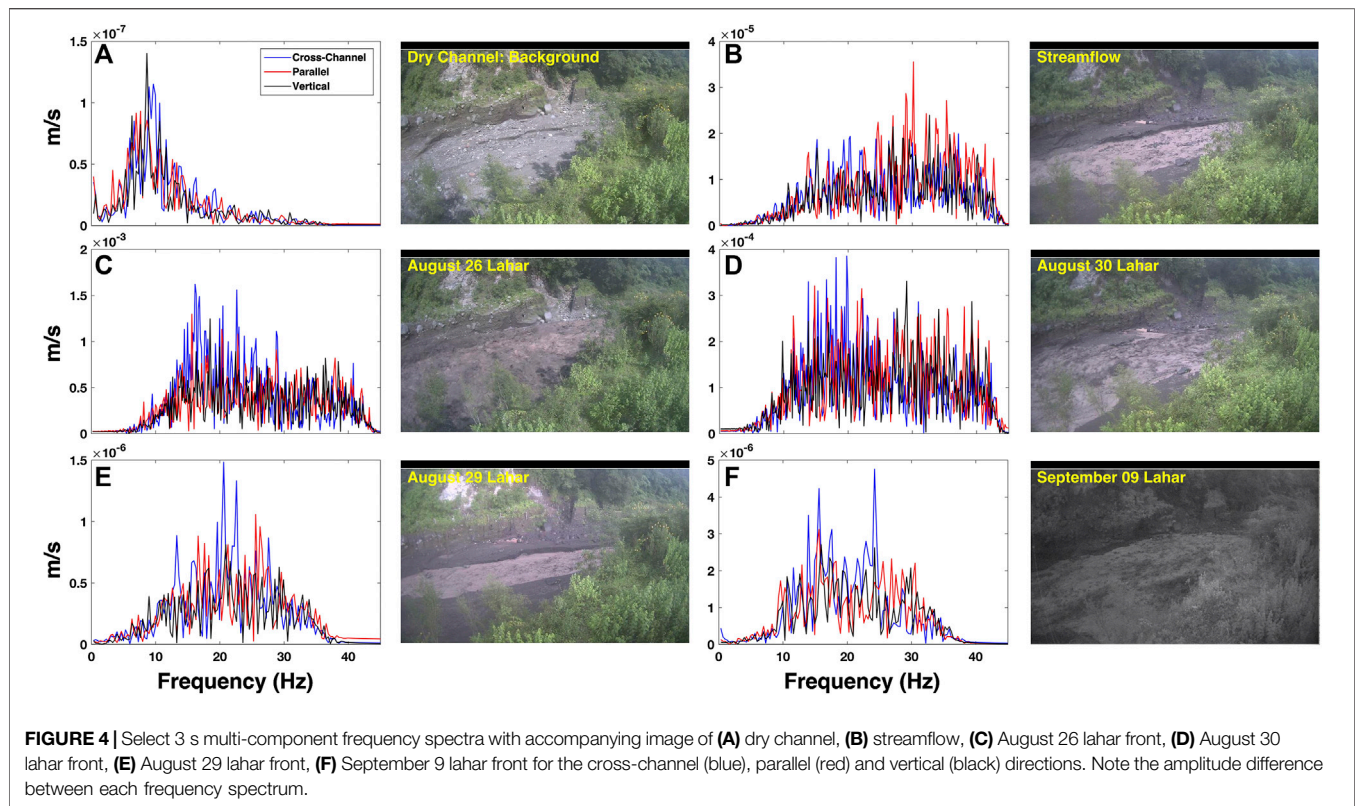 ×10⁻⁷
A
1.5
1
0.5
0
m/s
0 10 20 30 40
Cross-Channel
Parallel
Vertical
Dry Channel: Background
×10⁻⁵
B
4
3
2
1
0
0 10 20 30 40
Streamflow
×10⁻³
C
2
1.5
1
0.5
0
m/s
0 10 20 30 40
August 26 Lahar
×10⁻⁴
D
4
3
2
1
0
0 10 20 30 40
August 30 Lahar
×10⁻⁶
E
1.5
1
0.5
0
m/s
0 10 20 30 40
Frequency (Hz)
August 29 Lahar
×10⁻⁶
F
5
4
3
2
1
0
0 10 20 30 40
Frequency (Hz)
September 09 Lahar
FIGURE 4 | Select 3 s multi-component frequency spectra with accompanying image of (A) dry channel, (B) streamflow, (C) August 26 lahar front, (D) August 30
lahar front, (E) August 29 lahar front, (F) September 9 lahar front for the cross-channel (blue), parallel (red) and vertical (black) directions. Note the amplitude difference
between each frequency spectrum.